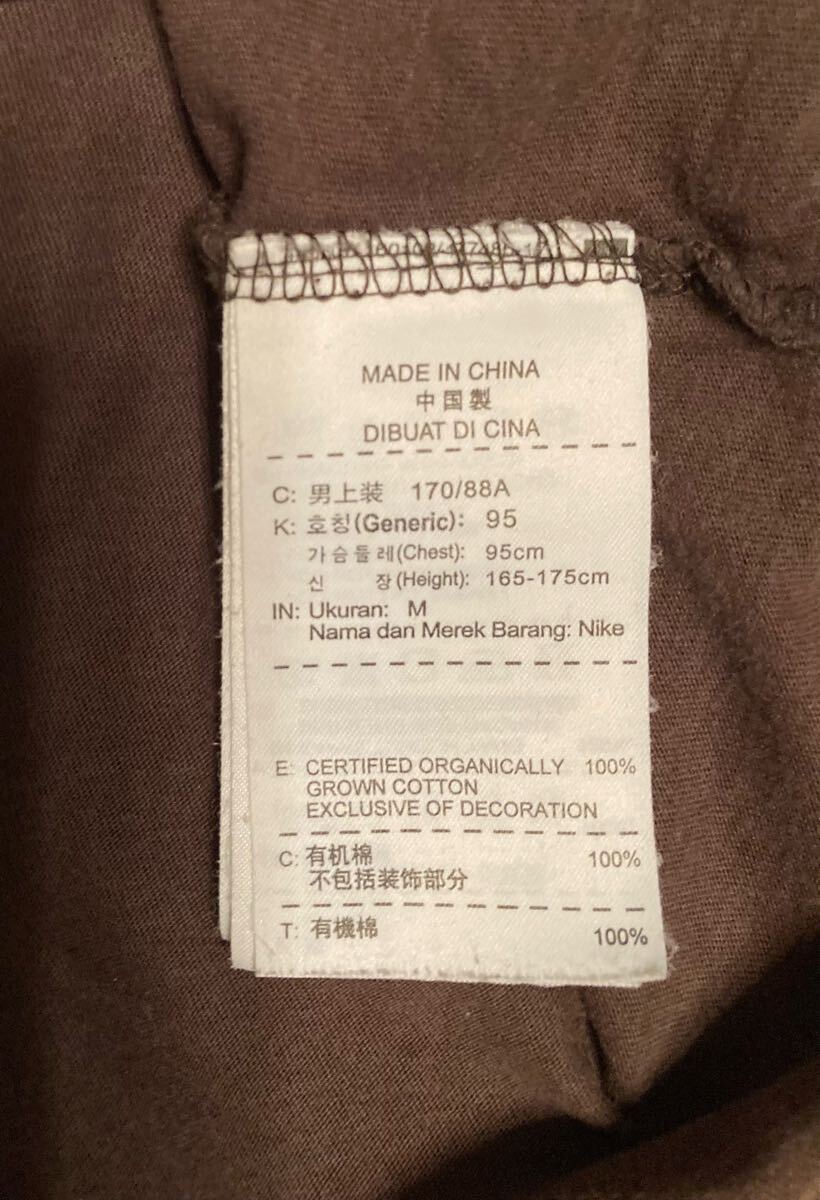 MADE IN CHINA
中国製
DIBUAT DI CINA
C: 男上装 170/88A
K: 호칭(Generic): 95
가슴둘레(Chest): 95cm
신 장(Height): 165-175cm
IN: Ukuran: M
Nama dan Merek Barang: Nike
E: CERTIFIED ORGANICALLY 100%
GROWN COTTON
EXCLUSIVE OF DECORATION
C: 有机棉 100%
不包括装饰部分
T: 有機棉 100%